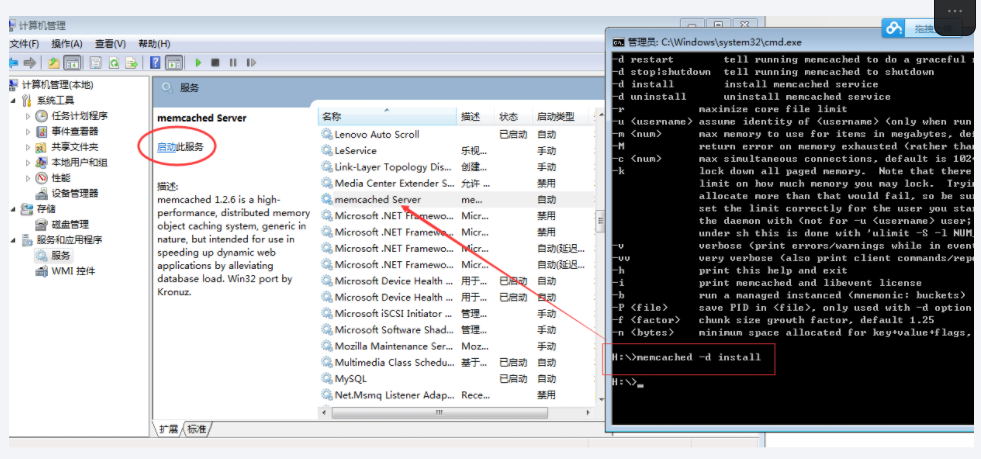 计算机管理
文件(F) 操作(A) 查看(V) 帮助(H)
计算机管理(本地)
系统工具
任务计划程序
事件查看器
共享文件夹
本地用户和组
性能
设备管理器
存储
磁盘管理
服务和应用程序
服务
WMI 控件
服务
memcached Server
启动此服务
描述:
memcached 1.2.6 is a high-
performance, distributed memory
object caching system, generic in
nature, but intended for use in
speeding up dynamic web
applications by alleviating
database load. Win32 port by
Kronuz.
名称 描述 状态 启动类型
Lenovo Auto Scroll 已启动 自动
LeService 乐视... 手动
Link-Layer Topology Dis... 创建... 手动
Media Center Extender S... 允许 ... 禁用
memcached Server me... 自动
Microsoft .NET Framewo... Micr... 禁用
Microsoft .NET Framewo... Micr... 禁用
Microsoft .NET Framewo... Micr... 自动(延迟...
Microsoft .NET Framewo... Micr... 自动(延迟...
Microsoft Device Health ... 用于... 已启动 自动
Microsoft Device Health ... 用于... 已启动 自动
Microsoft iSCSI Initiator ... 管理... 手动
Microsoft Software Shad... 管理... 手动
Mozilla Maintenance Ser... Moz... 手动
Multimedia Class Schedu... 基于... 已启动 自动
MySQL 已启动 自动
Net.Msmq Listener Adap... Rece... 禁用
扩展 标准
管理员: C:\Windows\system32\cmd.exe
-d restart tell running memcached to do a graceful
-d stop|shutdown tell running memcached to shutdown
-d install install memcached service
-d uninstall uninstall memcached service
-r maximize core file limit
-u <username> assume identity of <username> (only when run
-m <num> max memory to use for items in megabytes,
-M return error on memory exhausted (rather
-c <num> max simultaneous connections, default is
-k lock down all paged memory. Note that there
limit on how much memory you may lock.
allocate more than that would fail, so be
set the limit correctly for the user you
the daemon with (not for -u <username> user;
under sh this is done with 'ulimit -S -l
-v verbose (print errors/warnings while in
-vv very verbose (also print client
-h print this help and exit
-i print memcached and libevent license
-b run a managed instanced (mnemonic: buckets)
-P <file> save PID in <file>, only used with -d option
-f <factor> chunk size growth factor, default 1.25
-n <bytes> minimum space allocated for key+value+flags,
H:\>memcached -d install
H:\>_